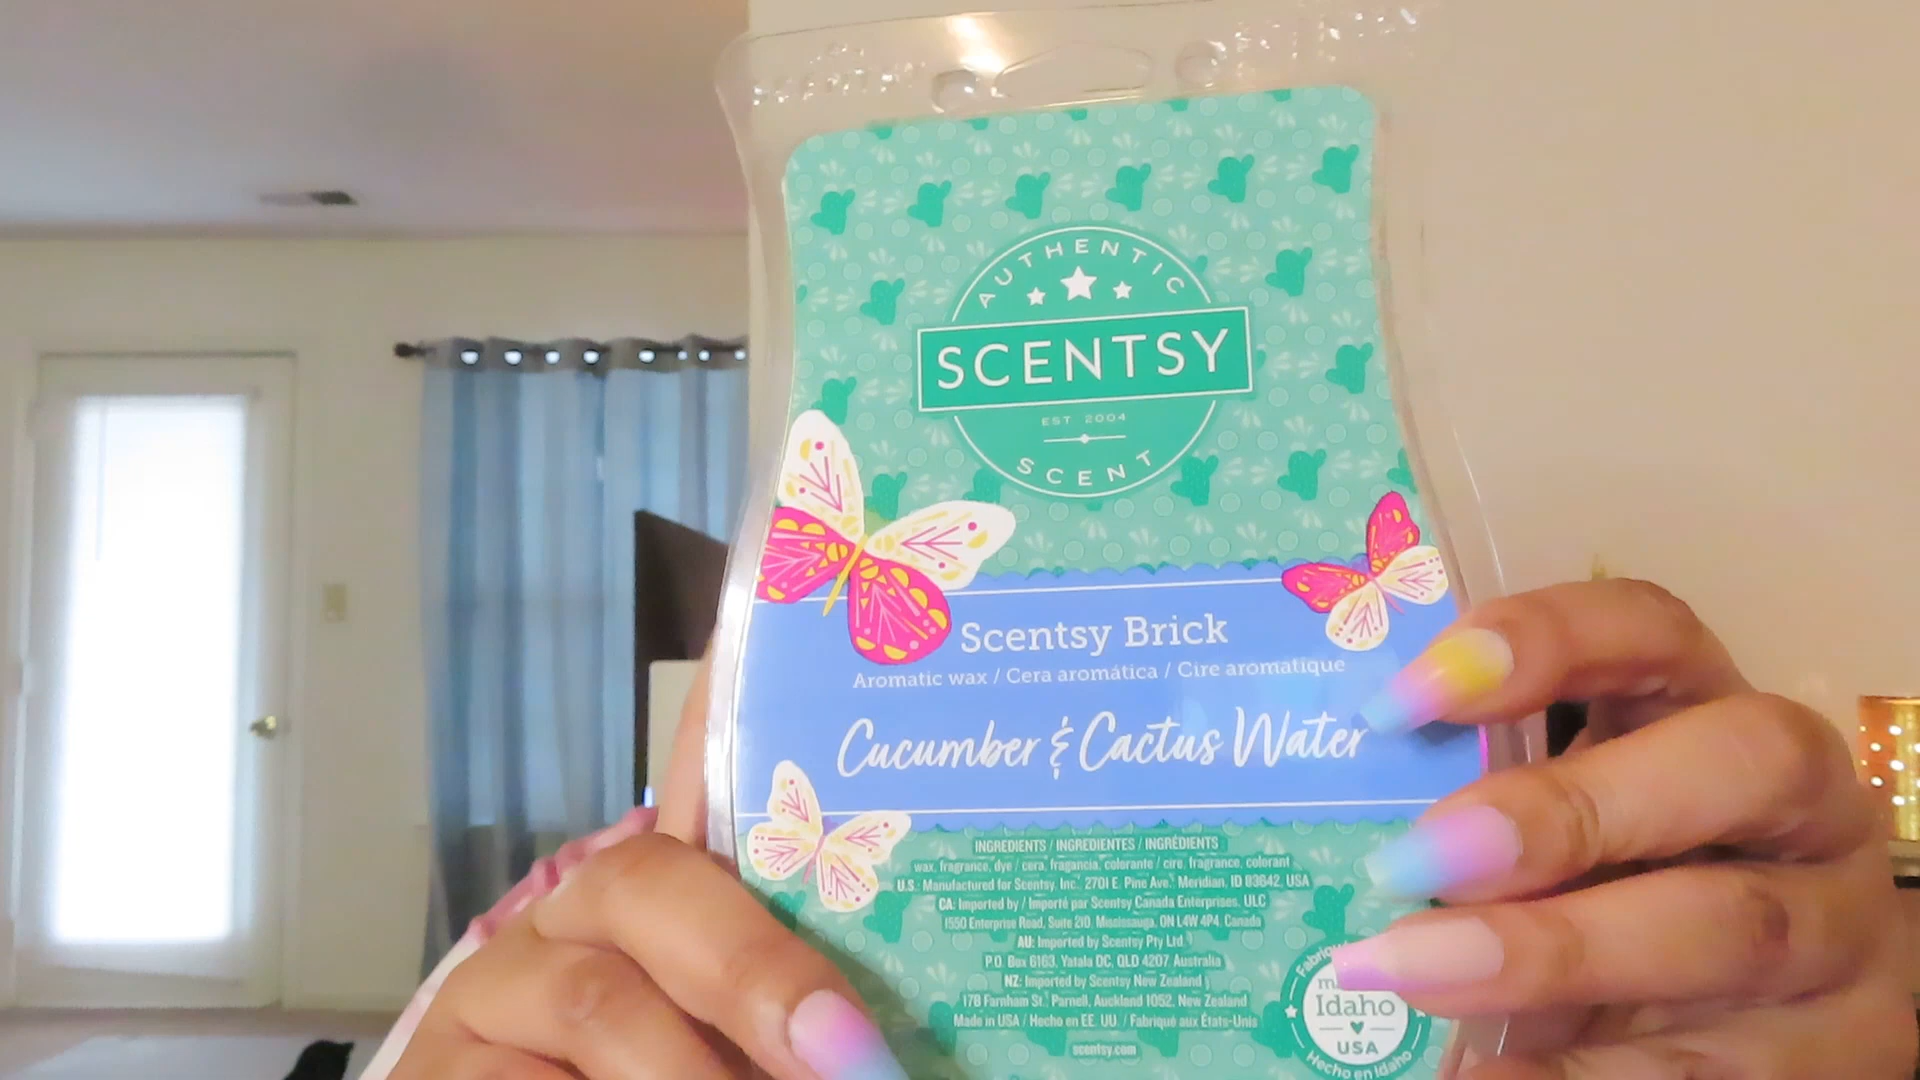 AUTHENTIC
SCENTSY
EST 2004
SCENT
Scentsy Brick
Aromatic wax / Cera aromática / Cire aromatique
Cucumber & Cactus Water
INGREDIENTS / INGREDIENTES / INGRÉDIENTS
wax, fragrance, dye / cera, fragancia, colorante / cire, fragrance, colorant
U.S.: Manufactured for Scentsy, Inc., 2701 E. Pine Ave., Meridian, ID 83642, USA
CA: Imported by / Importé par Scentsy Canada Enterprises, ULC
1550 Enterprise Road, Suite 210, Mississauga, ON L4W 4P4, Canada
AU: Imported by Scentsy Pty Ltd.
P.O. Box 6163, Yatala DC, QLD 4207, Australia
NZ: Imported by Scentsy New Zealand
17B Farnham St., Parnell, Auckland 1052, New Zealand
Made in USA / Hecho en EE. UU. / Fabriqué aux États-Unis
scentsy.com
Idaho
USA
Hecho en Idaho